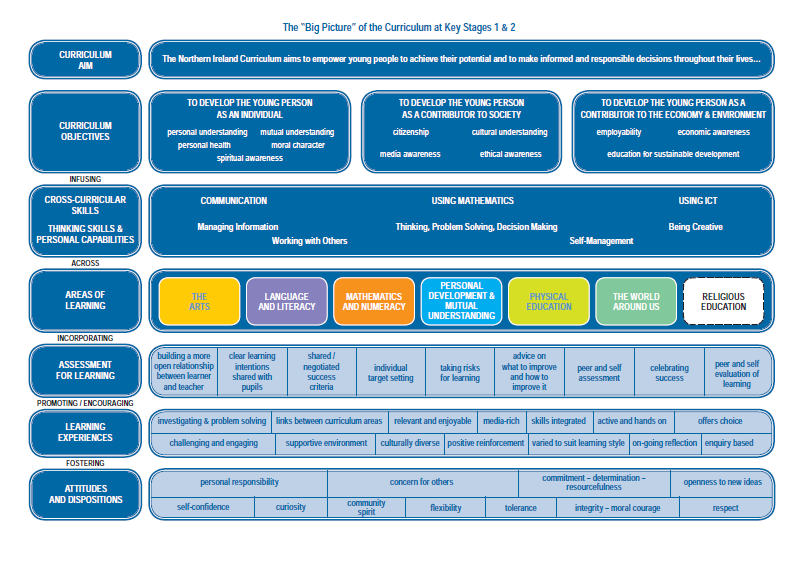 The "Big Picture" of the Curriculum at Key Stages 1 & 2
CURRICULUM
AIM
The Northern Ireland Curriculum aims to empower young people to achieve their potential and to make informed and responsible decisions throughout their lives...
CURRICULUM
OBJECTIVES
TO DEVELOP THE YOUNG PERSON
AS AN INDIVIDUAL
personal understanding mutual understanding
personal health moral character
spiritual awareness
TO DEVELOP THE YOUNG PERSON
AS A CONTRIBUTOR TO SOCIETY
citizenship cultural understanding
media awareness ethical awareness
TO DEVELOP THE YOUNG PERSON AS A
CONTRIBUTOR TO THE ECONOMY & ENVIRONMENT
employability economic awareness
education for sustainable development
INFUSING
CROSS-CURRICULAR
SKILLS
THINKING SKILLS &
PERSONAL CAPABILITIES
COMMUNICATION USING MATHEMATICS USING ICT
Managing Information Thinking, Problem Solving, Decision Making Being Creative
Working with Others Self-Management
ACROSS
AREAS OF
LEARNING
THE
ARTS
LANGUAGE
AND LITERACY
MATHEMATICS
AND NUMERACY
PERSONAL
DEVELOPMENT &
MUTUAL
UNDERSTANDING
PHYSICAL
EDUCATION
THE WORLD
AROUND US
RELIGIOUS
EDUCATION
INCORPORATING
ASSESSMENT
FOR LEARNING
building a more
open relationship
between learner
and teacher
clear learning
intentions
shared with
pupils
shared /
negotiated
success
criteria
individual
target setting
taking risks
for learning
advice on
what to improve
and how to
improve it
peer and self
assessment
celebrating
success
peer and self
evaluation of
learning
PROMOTING / ENCOURAGING
LEARNING
EXPERIENCES
investigating & problem solving links between curriculum areas relevant and enjoyable media-rich skills integrated active and hands on offers choice
challenging and engaging supportive environment culturally diverse positive reinforcement varied to suit learning style on-going reflection enquiry based
FOSTERING
ATTITUDES
AND DISPOSITIONS
personal responsibility
concern for others
commitment – determination –
resourcefulness
openness to new ideas
self-confidence
curiosity
community
spirit
flexibility
tolerance
integrity – moral courage
respect